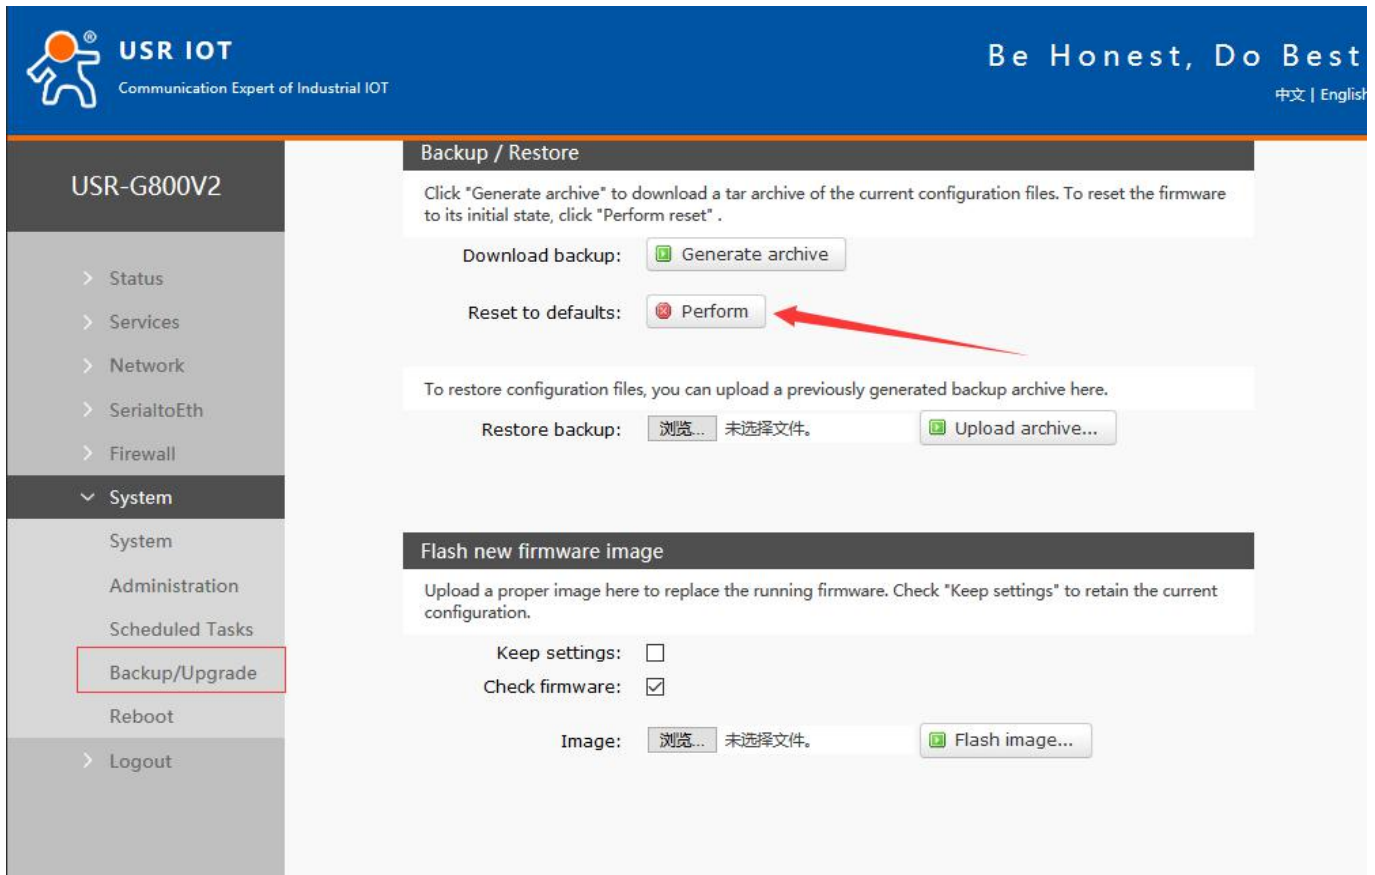 USR IOT
Communication Expert of Industrial IOT
Be Honest, Do Best
中文 | English
USR-G800V2
Status
Services
Network
SerialtoEth
Firewall
System
System
Administration
Scheduled Tasks
Backup/Upgrade
Reboot
Logout
Backup / Restore
Click "Generate archive" to download a tar archive of the current configuration files. To reset the firmware
to its initial state, click "Perform reset" .
Download backup: Generate archive
Reset to defaults: Perform
To restore configuration files, you can upload a previously generated backup archive here.
Restore backup: 浏览... 未选择文件。 Upload archive...
Flash new firmware image
Upload a proper image here to replace the running firmware. Check "Keep settings" to retain the current
configuration.
Keep settings:
Check firmware:
Image: 浏览... 未选择文件。 Flash image...